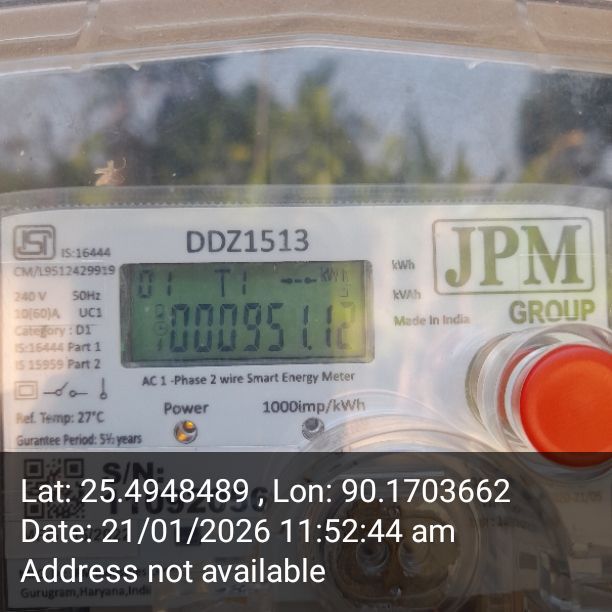 IS:16444
CM/L9512429919
DDZ1513
JPM
GROUP
240 V 50Hz
10(60)A UC1
Category : D1
IS:16444 Part 1
IS 15959 Part 2
01 T1 --- kWh
000951.12
kWh
kVAh
Made In India
AC 1 -Phase 2 wire Smart Energy Meter
Ref. Temp: 27°C
Gurantee Period: 5½ years
Power
1000imp/kWh
S/N:
Lat: 25.4948489 , Lon: 90.1703662
Date: 21/01/2026 11:52:44 am
Address not available
Gurugram,Haryana,India